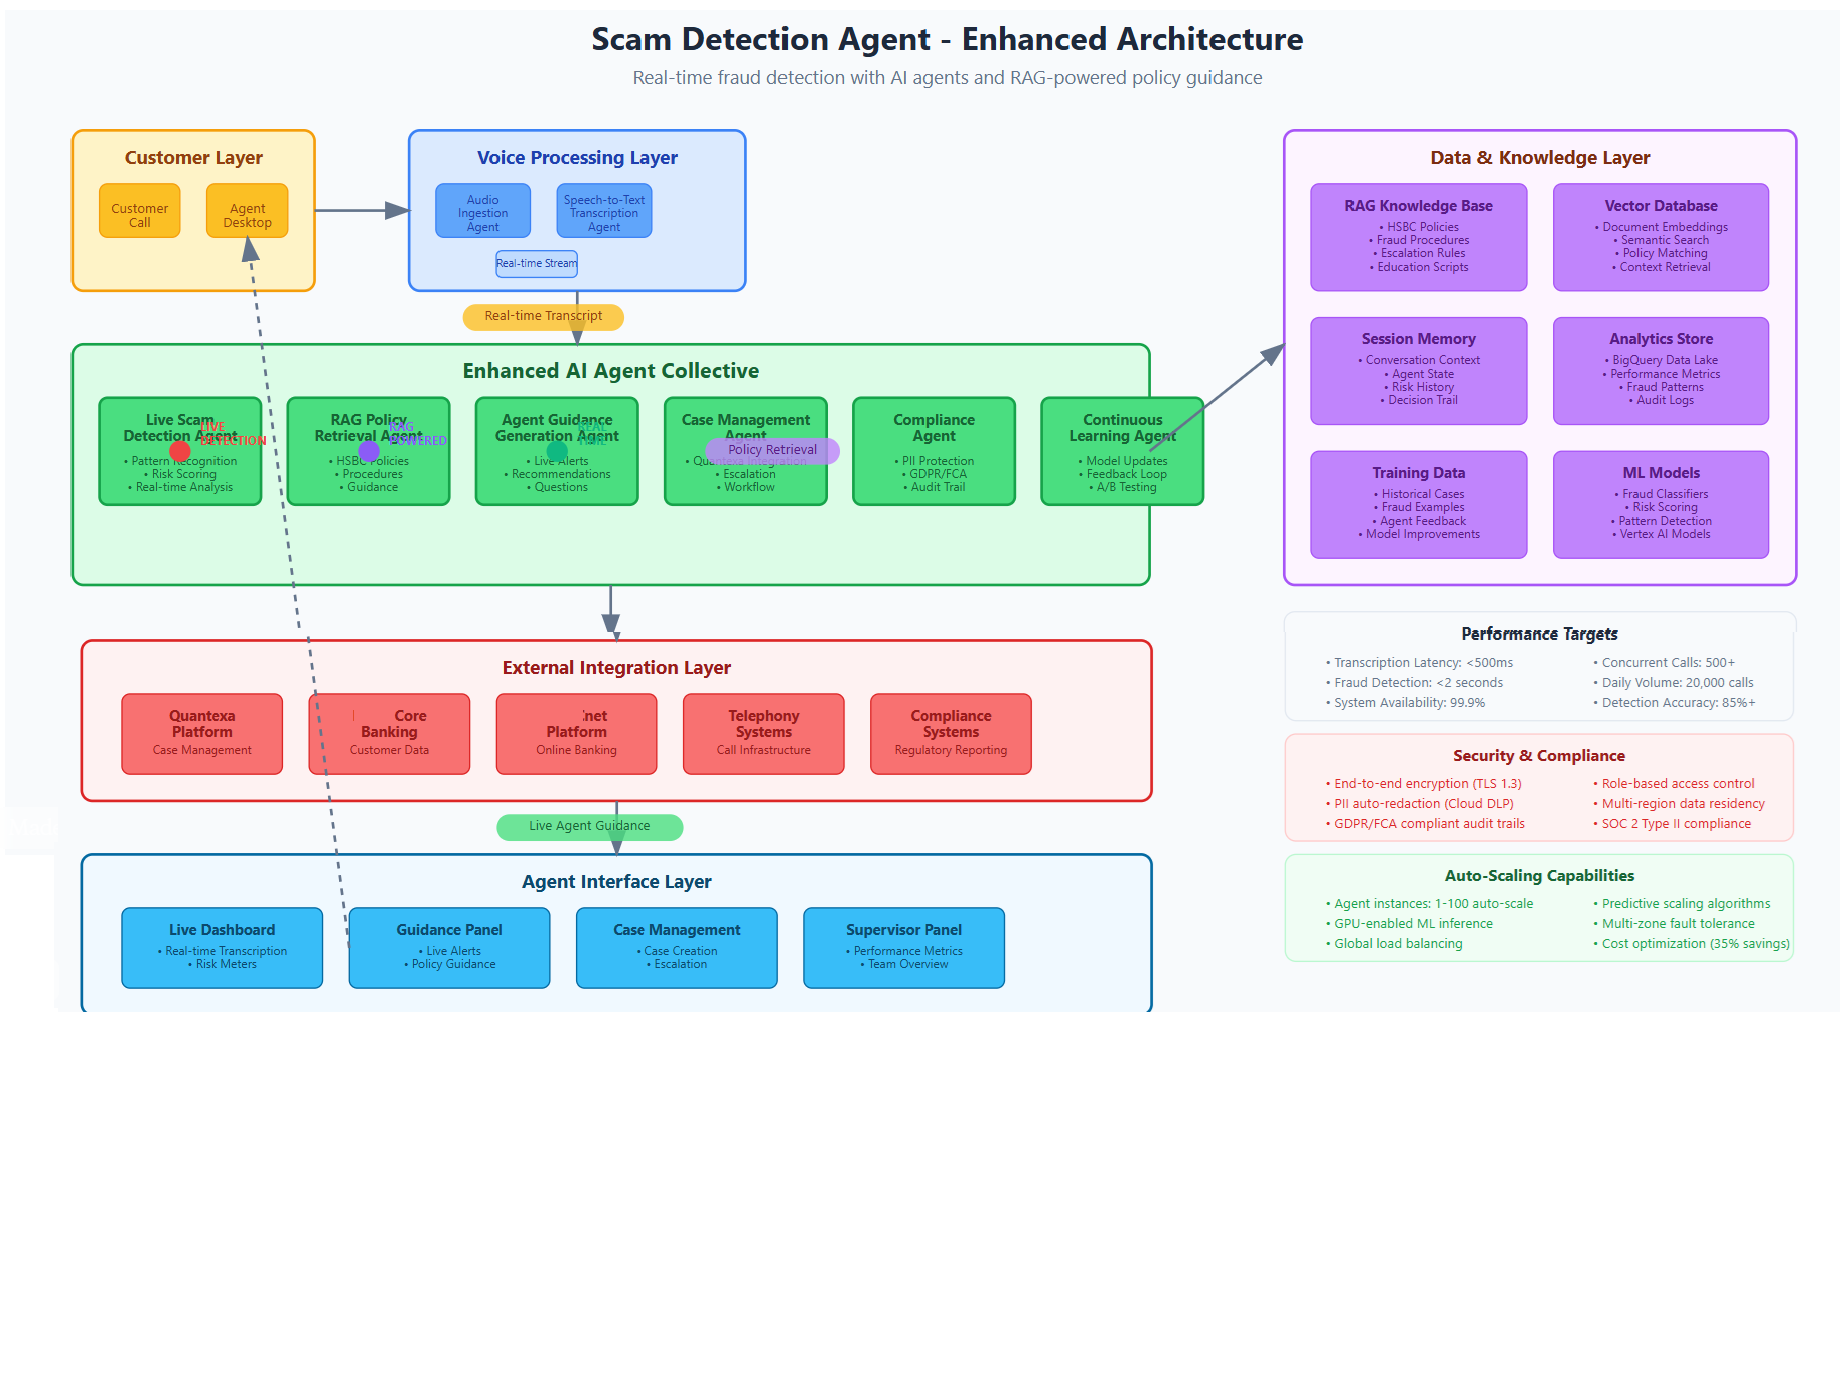 Scam Detection Agent - Enhanced Architecture
Real-time fraud detection with AI agents and RAG-powered policy guidance
Customer Layer
Customer
Call
Agent
Desktop
Voice Processing Layer
Audio
Ingestion
Agent
Speech-to-Text
Transcription
Agent
Real-time Stream
Real-time Transcript
Enhanced AI Agent Collective
Live Scam
Detection Agent
• Pattern Recognition
• Risk Scoring
• Real-time Analysis
LIVE
DETECTION
RAG Policy
Retrieval Agent
• HSBC Policies
• Procedures
• Guidance
RAG
POWERED
Agent Guidance
Generation Agent
• Live Alerts
• Recommendations
• Questions
REAL
TIME
Case Management
Agent
• Quantexa Integration
• Escalation
• Workflow
Policy Retrieval
Compliance
Agent
• PII Protection
• GDPR/FCA
• Audit Trail
Continuous
Learning Agent
• Model Updates
• Feedback Loop
• A/B Testing
External Integration Layer
Quantexa
Platform
Case Management
Core
Banking
Customer Data
net
Platform
Online Banking
Telephony
Systems
Call Infrastructure
Compliance
Systems
Regulatory Reporting
Live Agent Guidance
Agent Interface Layer
Live Dashboard
• Real-time Transcription
• Risk Meters
Guidance Panel
• Live Alerts
• Policy Guidance
Case Management
• Case Creation
• Escalation
Supervisor Panel
• Performance Metrics
• Team Overview
Data & Knowledge Layer
RAG Knowledge Base
• HSBC Policies
• Fraud Procedures
• Escalation Rules
• Education Scripts
Vector Database
• Document Embeddings
• Semantic Search
• Policy Matching
• Context Retrieval
Session Memory
• Conversation Context
• Agent State
• Risk History
• Decision Trail
Analytics Store
• BigQuery Data Lake
• Performance Metrics
• Fraud Patterns
• Audit Logs
Training Data
• Historical Cases
• Fraud Examples
• Agent Feedback
• Model Improvements
ML Models
• Fraud Classifiers
• Risk Scoring
• Pattern Detection
• Vertex AI Models
Performance Targets
• Transcription Latency: <500ms
• Fraud Detection: <2 seconds
• System Availability: 99.9%
• Concurrent Calls: 500+
• Daily Volume: 20,000 calls
• Detection Accuracy: 85%+
Security & Compliance
• End-to-end encryption (TLS 1.3)
• PII auto-redaction (Cloud DLP)
• GDPR/FCA compliant audit trails
• Role-based access control
• Multi-region data residency
• SOC 2 Type II compliance
Auto-Scaling Capabilities
• Agent instances: 1-100 auto-scale
• GPU-enabled ML inference
• Global load balancing
• Predictive scaling algorithms
• Multi-zone fault tolerance
• Cost optimization (35% savings)